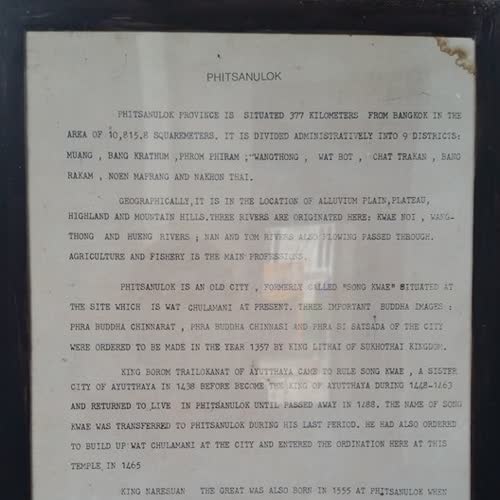 PHITSANULOK
PHITSANULOK PROVINCE IS SITUATED 377 KILOMETERS FROM BANGKOK IN THE
AREA OF 10,815.8 SQUAREMETERS. IT IS DIVIDED ADMINISTRATIVELY INTO 9 DISTRICTS:
MUANG , BANG KRATHUM ,PHROM PHIRAM ; WANGTHONG , WAT BOT , CHAT TRAKAN , BANG
RAKAM , NOEN MAPRANG AND NAKHON THAI.
GEOGRAPHICALLY,IT IS IN THE LOCATION OF ALLUVIUM PLAIN,PLATEAU,
HIGHLAND AND MOUNTAIN HILLS.THREE RIVERS ARE ORIGINATED HERE: KWAE NOI , WANG-
THONG AND HUENG RIVERS ; NAN AND YOM RIVERS ALSO FLOWING PASSED THROUGH.
AGRICULTURE AND FISHERY IS THE MAIN PROFESSIONS.
PHITSANULOK IS AN OLD CITY , FORMERLY CALLED "SONG KWAE" SITUATED AT
THE SITE WHICH IS WAT CHULAMANI AT PRESENT. THREE IMPORTANT BUDDHA IMAGES :
PHRA BUDDHA CHINNARAT , PHRA BUDDHA CHINNASI AND PHRA SI SATSADA OF THE CITY
WERE ORDERED TO BE MADE IN THE YEAR 1357 BY KING LITHAI OF SUKHOTHAI KINGDOM.
KING BOROM TRAILOKANAT OF AYUTTHAYA CAME TO RULE SONG KWAE , A SISTER
CITY OF AYUTTHAYA IN 1438 BEFORE BECOME THE KING OF AYUTTHAYA DURING 1448-1463
AND RETURNED TO LIVE IN PHITSANULOK UNTIL PASSED AWAY IN 1488. THE NAME OF SONG
KWAE WAS TRANSFERRED TO PHITSANULOK DURING HIS LAST PERIOD. HE HAD ALSO ORDERED
TO BUILD UP WAT CHULAMANI AT THE CITY AND ENTERED THE ORDINATION HERE AT THIS
TEMPLE IN 1465
KING NARESUAN THE GREAT WAS ALSO BORN IN 1555 AT PHITSANULOK WHEN